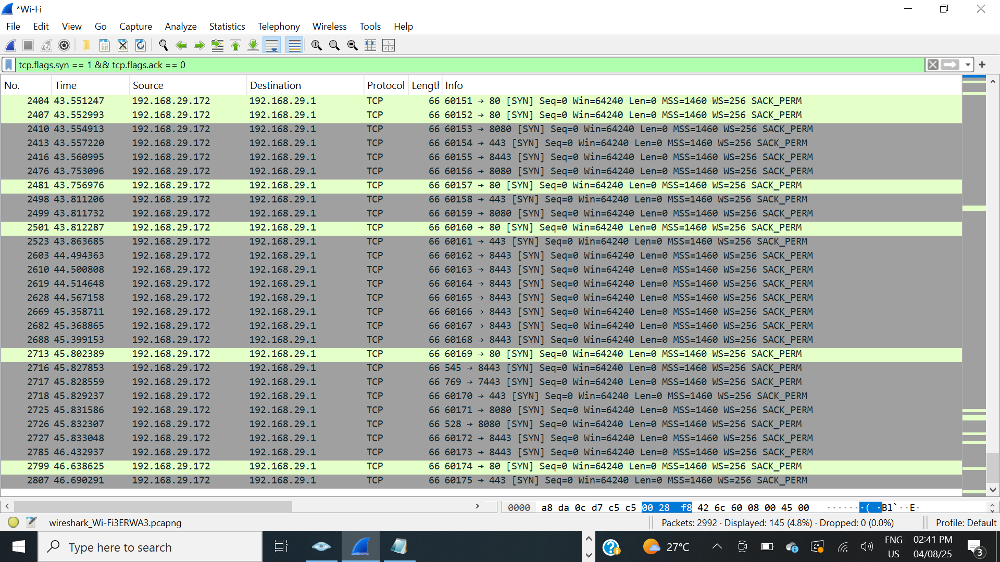 *Wi-Fi
File Edit View Go Capture Analyze Statistics Telephony Wireless Tools Help
tcp.flags.syn == 1 && tcp.flags.ack == 0
No. Time Source Destination Protocol Length Info
2404 43.551247 192.168.29.172 192.168.29.1 TCP 66 60151 → 80 [SYN] Seq=0 Win=64240 Len=0 MSS=1460 WS=256 SACK_PERM
2407 43.552993 192.168.29.172 192.168.29.1 TCP 66 60152 → 80 [SYN] Seq=0 Win=64240 Len=0 MSS=1460 WS=256 SACK_PERM
2410 43.554913 192.168.29.172 192.168.29.1 TCP 66 60153 → 8080 [SYN] Seq=0 Win=64240 Len=0 MSS=1460 WS=256 SACK_PERM
2413 43.557220 192.168.29.172 192.168.29.1 TCP 66 60154 → 443 [SYN] Seq=0 Win=64240 Len=0 MSS=1460 WS=256 SACK_PERM
2416 43.560995 192.168.29.172 192.168.29.1 TCP 66 60155 → 8443 [SYN] Seq=0 Win=64240 Len=0 MSS=1460 WS=256 SACK_PERM
2476 43.753096 192.168.29.172 192.168.29.1 TCP 66 60156 → 8080 [SYN] Seq=0 Win=64240 Len=0 MSS=1460 WS=256 SACK_PERM
2481 43.756976 192.168.29.172 192.168.29.1 TCP 66 60157 → 80 [SYN] Seq=0 Win=64240 Len=0 MSS=1460 WS=256 SACK_PERM
2498 43.811206 192.168.29.172 192.168.29.1 TCP 66 60158 → 443 [SYN] Seq=0 Win=64240 Len=0 MSS=1460 WS=256 SACK_PERM
2499 43.811732 192.168.29.172 192.168.29.1 TCP 66 60159 → 8080 [SYN] Seq=0 Win=64240 Len=0 MSS=1460 WS=256 SACK_PERM
2501 43.812287 192.168.29.172 192.168.29.1 TCP 66 60160 → 80 [SYN] Seq=0 Win=64240 Len=0 MSS=1460 WS=256 SACK_PERM
2523 43.863685 192.168.29.172 192.168.29.1 TCP 66 60161 → 443 [SYN] Seq=0 Win=64240 Len=0 MSS=1460 WS=256 SACK_PERM
2603 44.494363 192.168.29.172 192.168.29.1 TCP 66 60162 → 8443 [SYN] Seq=0 Win=64240 Len=0 MSS=1460 WS=256 SACK_PERM
2610 44.500808 192.168.29.172 192.168.29.1 TCP 66 60163 → 8443 [SYN] Seq=0 Win=64240 Len=0 MSS=1460 WS=256 SACK_PERM
2619 44.514648 192.168.29.172 192.168.29.1 TCP 66 60164 → 8443 [SYN] Seq=0 Win=64240 Len=0 MSS=1460 WS=256 SACK_PERM
2628 44.567158 192.168.29.172 192.168.29.1 TCP 66 60165 → 8443 [SYN] Seq=0 Win=64240 Len=0 MSS=1460 WS=256 SACK_PERM
2669 45.358711 192.168.29.172 192.168.29.1 TCP 66 60166 → 8443 [SYN] Seq=0 Win=64240 Len=0 MSS=1460 WS=256 SACK_PERM
2682 45.368865 192.168.29.172 192.168.29.1 TCP 66 60167 → 8443 [SYN] Seq=0 Win=64240 Len=0 MSS=1460 WS=256 SACK_PERM
2688 45.399153 192.168.29.172 192.168.29.1 TCP 66 60168 → 8443 [SYN] Seq=0 Win=64240 Len=0 MSS=1460 WS=256 SACK_PERM
2713 45.802389 192.168.29.172 192.168.29.1 TCP 66 60169 → 80 [SYN] Seq=0 Win=64240 Len=0 MSS=1460 WS=256 SACK_PERM
2716 45.827853 192.168.29.172 192.168.29.1 TCP 66 545 → 8443 [SYN] Seq=0 Win=64240 Len=0 MSS=1460 WS=256 SACK_PERM
2717 45.828559 192.168.29.172 192.168.29.1 TCP 66 769 → 7443 [SYN] Seq=0 Win=64240 Len=0 MSS=1460 WS=256 SACK_PERM
2718 45.829237 192.168.29.172 192.168.29.1 TCP 66 60170 → 443 [SYN] Seq=0 Win=64240 Len=0 MSS=1460 WS=256 SACK_PERM
2725 45.831586 192.168.29.172 192.168.29.1 TCP 66 60171 → 8080 [SYN] Seq=0 Win=64240 Len=0 MSS=1460 WS=256 SACK_PERM
2726 45.832307 192.168.29.172 192.168.29.1 TCP 66 528 → 8080 [SYN] Seq=0 Win=64240 Len=0 MSS=1460 WS=256 SACK_PERM
2727 45.833048 192.168.29.172 192.168.29.1 TCP 66 60172 → 8443 [SYN] Seq=0 Win=64240 Len=0 MSS=1460 WS=256 SACK_PERM
2785 46.432937 192.168.29.172 192.168.29.1 TCP 66 60173 → 8443 [SYN] Seq=0 Win=64240 Len=0 MSS=1460 WS=256 SACK_PERM
2799 46.638625 192.168.29.172 192.168.29.1 TCP 66 60174 → 80 [SYN] Seq=0 Win=64240 Len=0 MSS=1460 WS=256 SACK_PERM
2807 46.690291 192.168.29.172 192.168.29.1 TCP 66 60175 → 443 [SYN] Seq=0 Win=64240 Len=0 MSS=1460 WS=256 SACK_PERM
0000 a8 da 0c d7 c5 c5 00 28 f8 42 6c 60 08 00 45 00 ·······( ·Bl`··E·
wireshark_Wi-Fi3ERWA3.pcapng Packets: 2992 · Displayed: 145 (4.8%) · Dropped: 0 (0.0%) Profile: Default
Type here to search 27°C ENG US 02:41 PM 04/08/25 3